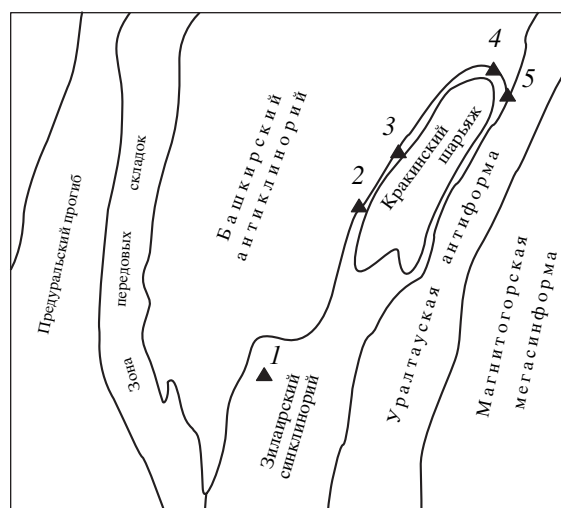 Предуральский прогиб
Зона
передовых
складок
Башкирский
антиклинорий
1
2
3
4
5
Кракинский
шарьяж
Зилаирский
синклинорий
Уралтауская антиформа
Магнитогорская
мегасинформа